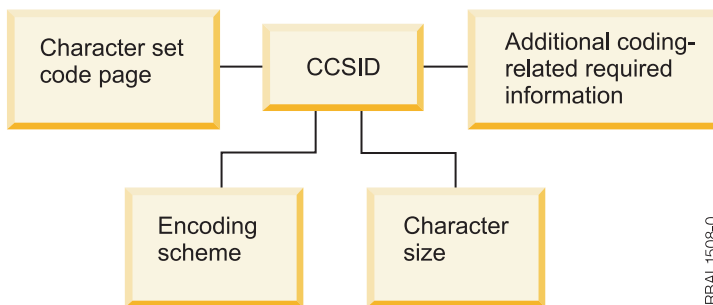 Character set
code page
CCSID
Additional coding-
related required
information
Encoding
scheme
Character
size
RBAL1508-0